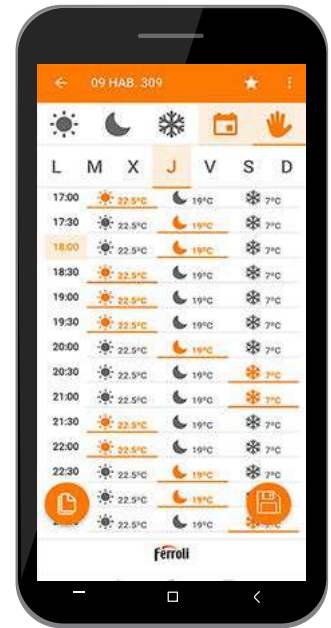 09 HAB. 309
L M X J V S D
17:00 22.5ºC 19ºC 7ºC
17:30 22.5ºC 19ºC 7ºC
18:00 22.5ºC 19ºC 7ºC
18:30 22.5ºC 19ºC 7ºC
19:00 22.5ºC 19ºC 7ºC
19:30 22.5ºC 19ºC 7ºC
20:00 22.5ºC 19ºC 7ºC
20:30 22.5ºC 19ºC 7ºC
21:00 22.5ºC 19ºC 7ºC
21:30 22.5ºC 19ºC 7ºC
22:00 22.5ºC 19ºC 7ºC
22:30 22.5ºC 19ºC 7ºC
22.5ºC 19ºC
22.5ºC 19ºC
ferroli